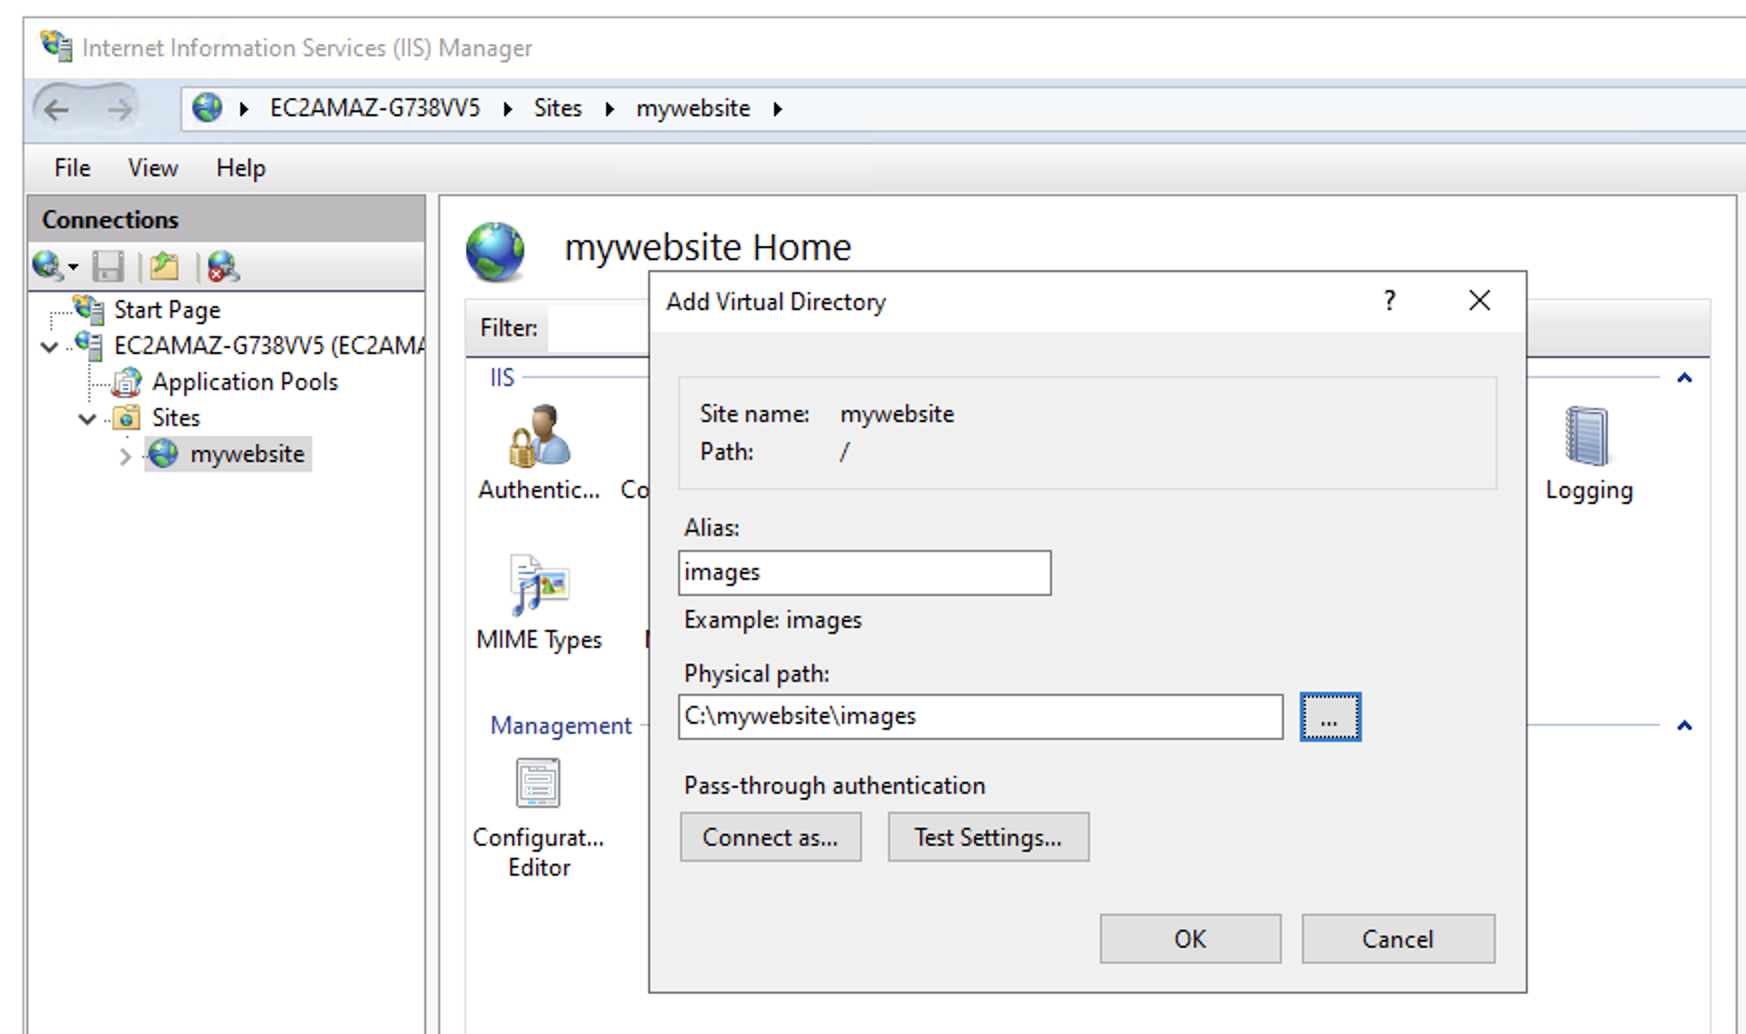 Internet Information Services (IIS) Manager
EC2AMAZ-G738VV5 Sites mywebsite
File View Help
Connections
Start Page
EC2AMAZ-G738VV5 (EC2AMA
Application Pools
Sites
mywebsite
mywebsite Home
Filter:
IIS
Authentic... Co
Logging
MIME Types
Management
Configurat...
Editor
Add Virtual Directory ?
Site name: mywebsite
Path: /
Alias:
images
Example: images
Physical path:
C:\mywebsite\images
...
Pass-through authentication
Connect as... Test Settings...
OK Cancel